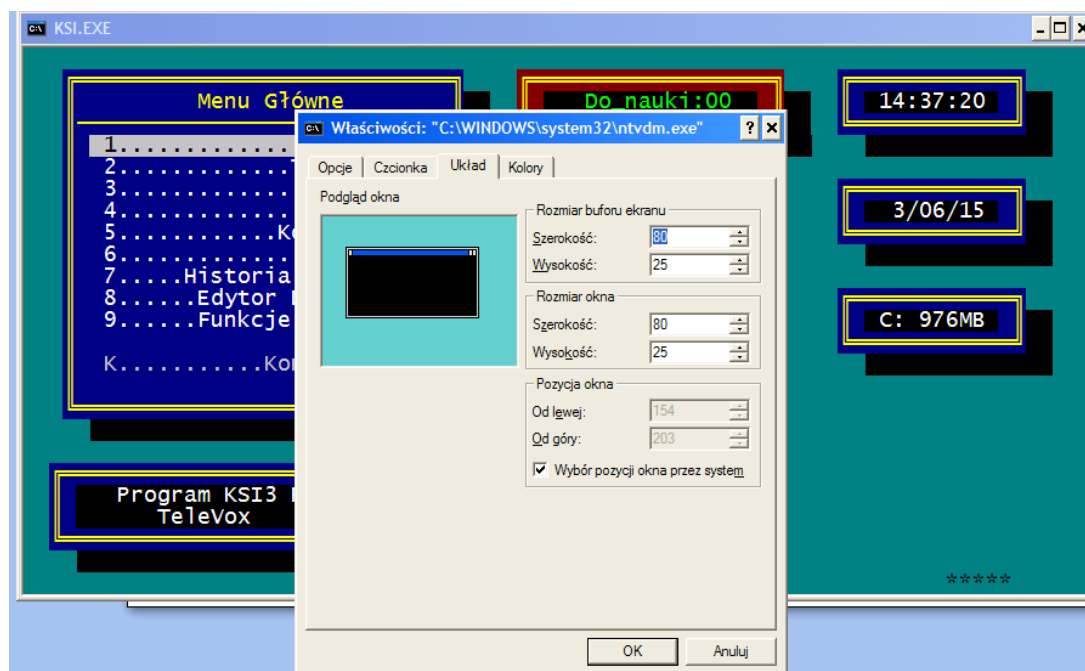 KSI.EXE
Menu Główne
1..............
2.............
3..............
4..............
5............
6..............
7.....Historia
8......Edytor
9......Funkcje
K...........
Program KSI3
TeleVox
Do_nauki:00
14:37:20
3/06/15
C: 976MB
*****
Właściwości: "C:\WINDOWS\system32\ntvdm.exe"
Opcje
Czcionka
Układ
Kolory
Podgląd okna
Rozmiar buforu ekranu
Szerokość: 80
Wysokość: 25
Rozmiar okna
Szerokość: 80
Wysokość: 25
Pozycja okna
Od lewej: 154
Od góry: 203
Wybór pozycji okna przez system
OK
Anuluj